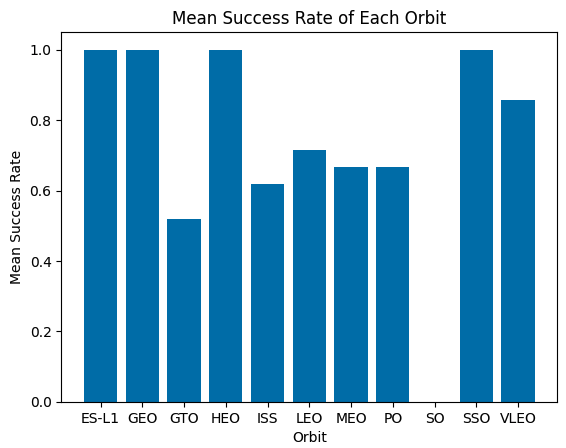 Mean Success Rate of Each Orbit
Mean Success Rate
1.0
0.8
0.6
0.4
0.2
0.0
ES-L1 GEO GTO HEO ISS LEO MEO PO SO SSO VLEO
Orbit